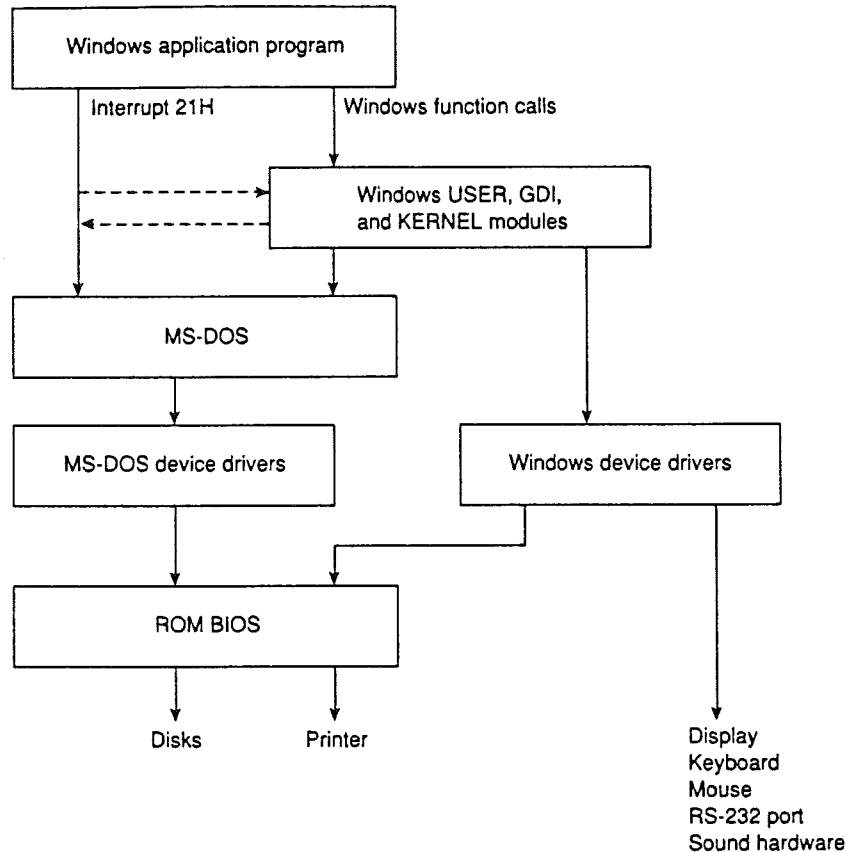 Windows application program
Interrupt 21H
Windows function calls
Windows USER, GDI,
and KERNEL modules
MS-DOS
MS-DOS device drivers
Windows device drivers
ROM BIOS
Disks
Printer
Display
Keyboard
Mouse
RS-232 port
Sound hardware